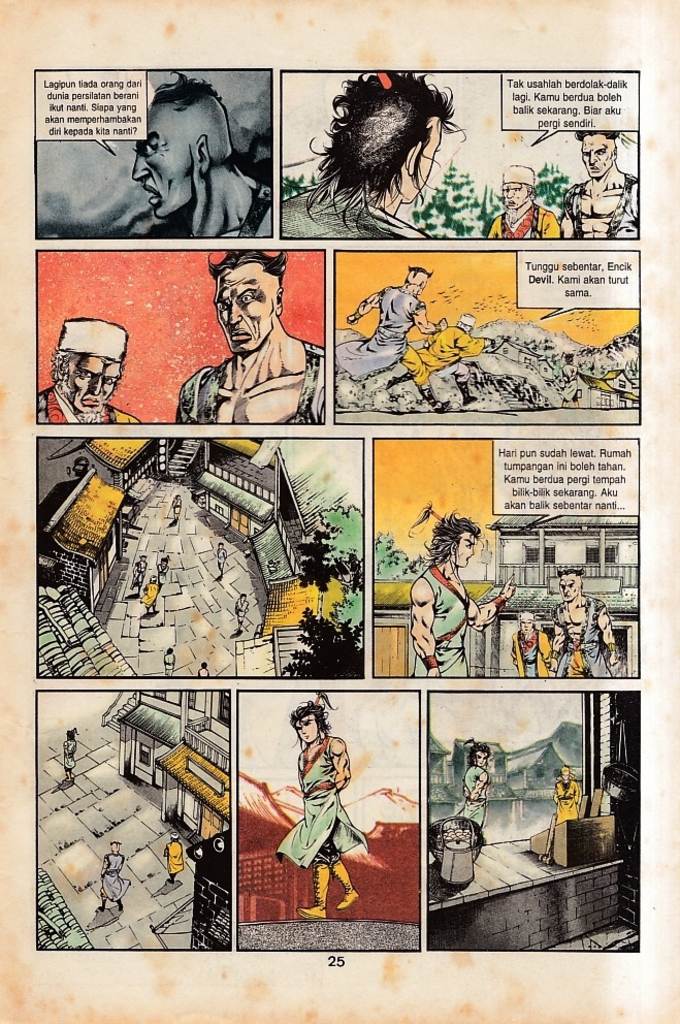 Lagipun tiada orang dari
dunia persilatan berani
ikut nanti. Siapa yang
akan memperhambakan
diri kepada kita nanti?
Tak usahlah berdolak-dalik
lagi. Kamu berdua boleh
balik sekarang. Biar aku
pergi sendiri.
Tunggu sebentar, Encik
Devil. Kami akan turut
sama.
Hari pun sudah lewat. Rumah
tumpangan ini boleh tahan.
Kamu berdua pergi tempah
bilik-bilik sekarang. Aku
akan balik sebentar nanti...
25